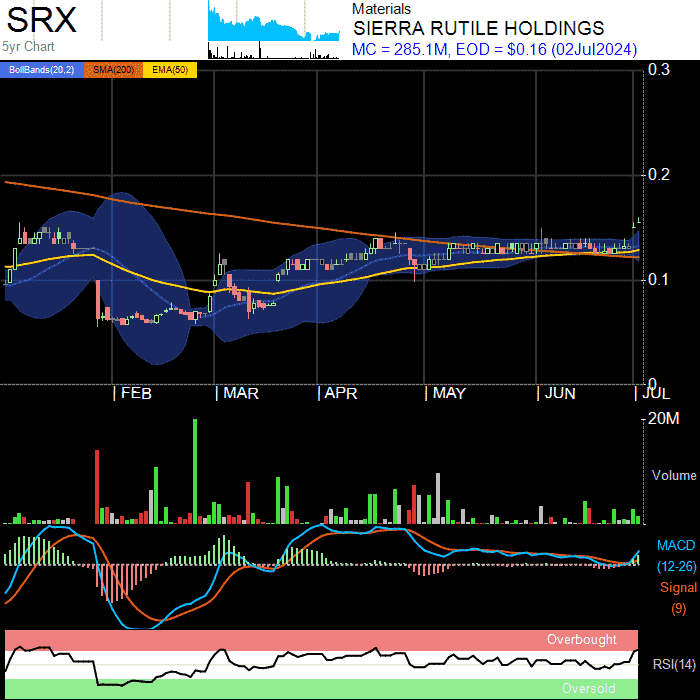 SRX
5yr Chart
Materials
SIERRA RUTILE HOLDINGS
MC = 285.1M, EOD = $0.16 (02Jul2024)
BollBands(20,2) SMA(200) EMA(50)
0.3
0.2
0.1
0
FEB MAR APR MAY JUN JUL
20M
Volume
MACD
(12-26)
Signal
(9)
Overbought
RSI(14)
Oversold